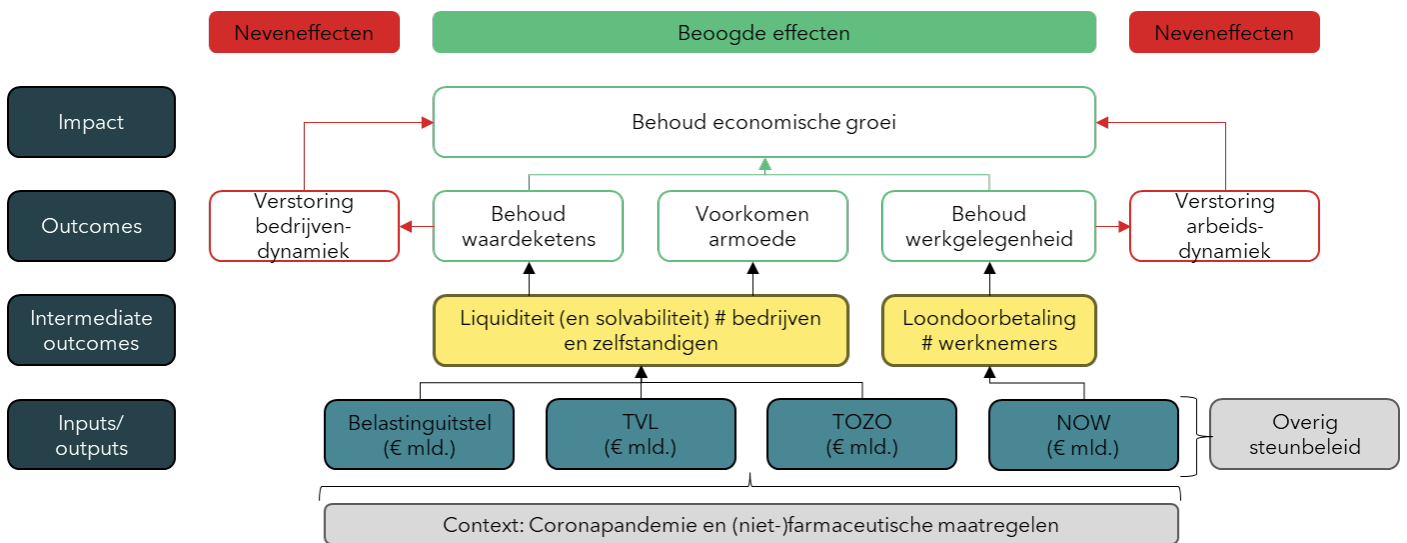 Neveneffecten
Beoogde effecten
Neveneffecten
Impact
Behoud economische groei
Outcomes
Verstoring
bedrijven-
dynamiek
Behoud
waardeketens
Voorkomen
armoede
Behoud
werkgelegenheid
Verstoring
arbeids-
dynamiek
Intermediate
outcomes
Liquiditeit (en solvabiliteit) # bedrijven
en zelfstandigen
Loondoorbetaling
# werknemers
Inputs/
outputs
Belastinguitstel
(€ mld.)
TVL
(€ mld.)
TOZO
(€ mld.)
NOW
(€ mld.)
Overig
steunbeleid
Context: Coronapandemie en (niet-)farmaceutische maatregelen